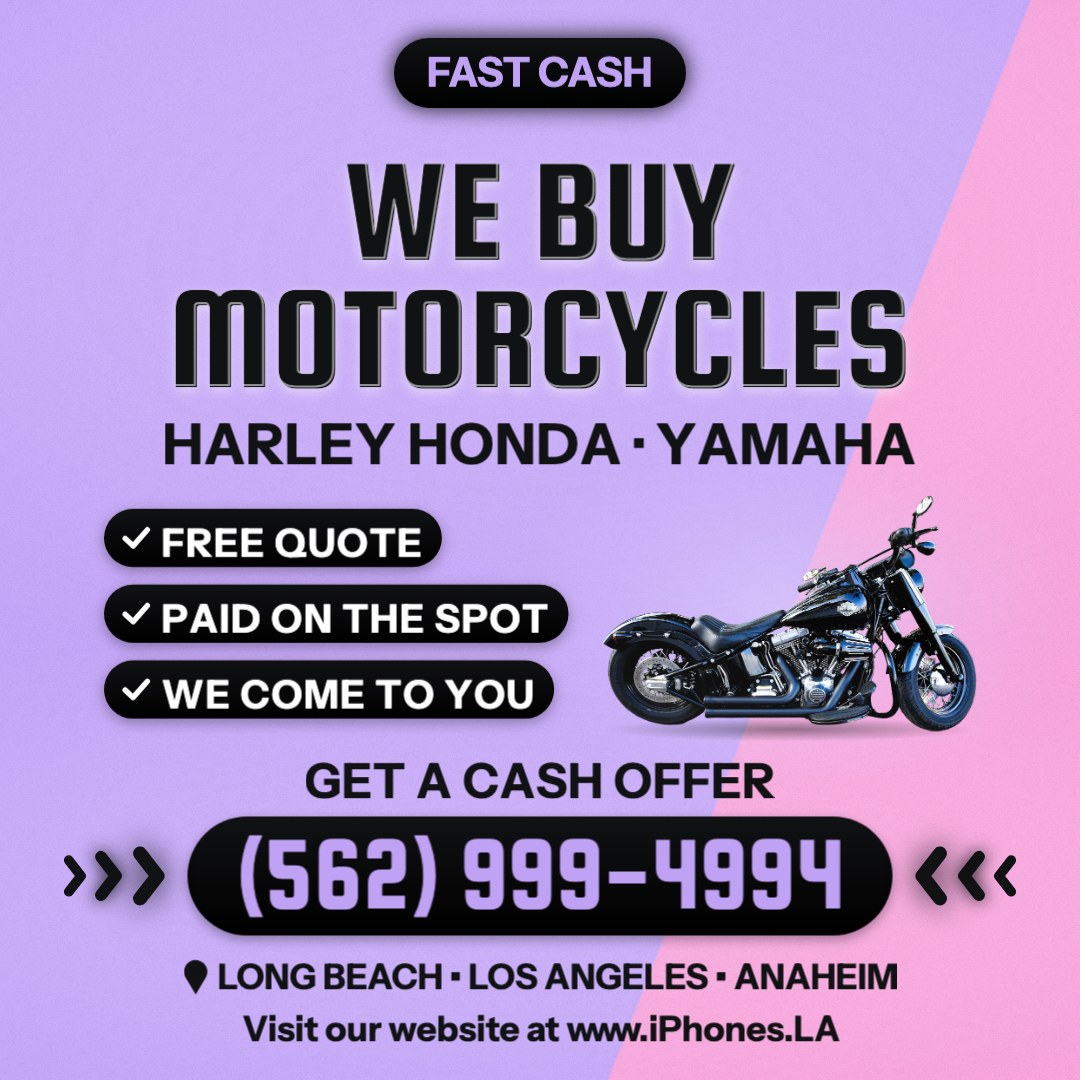 FAST CASH
WE BUY
MOTORCYCLES
HARLEY HONDA · YAMAHA
✓ FREE QUOTE
✓ PAID ON THE SPOT
✓ WE COME TO YOU
GET A CASH OFFER
(562) 999-4994
LONG BEACH · LOS ANGELES · ANAHEIM
Visit our website at www.iPhones.LA